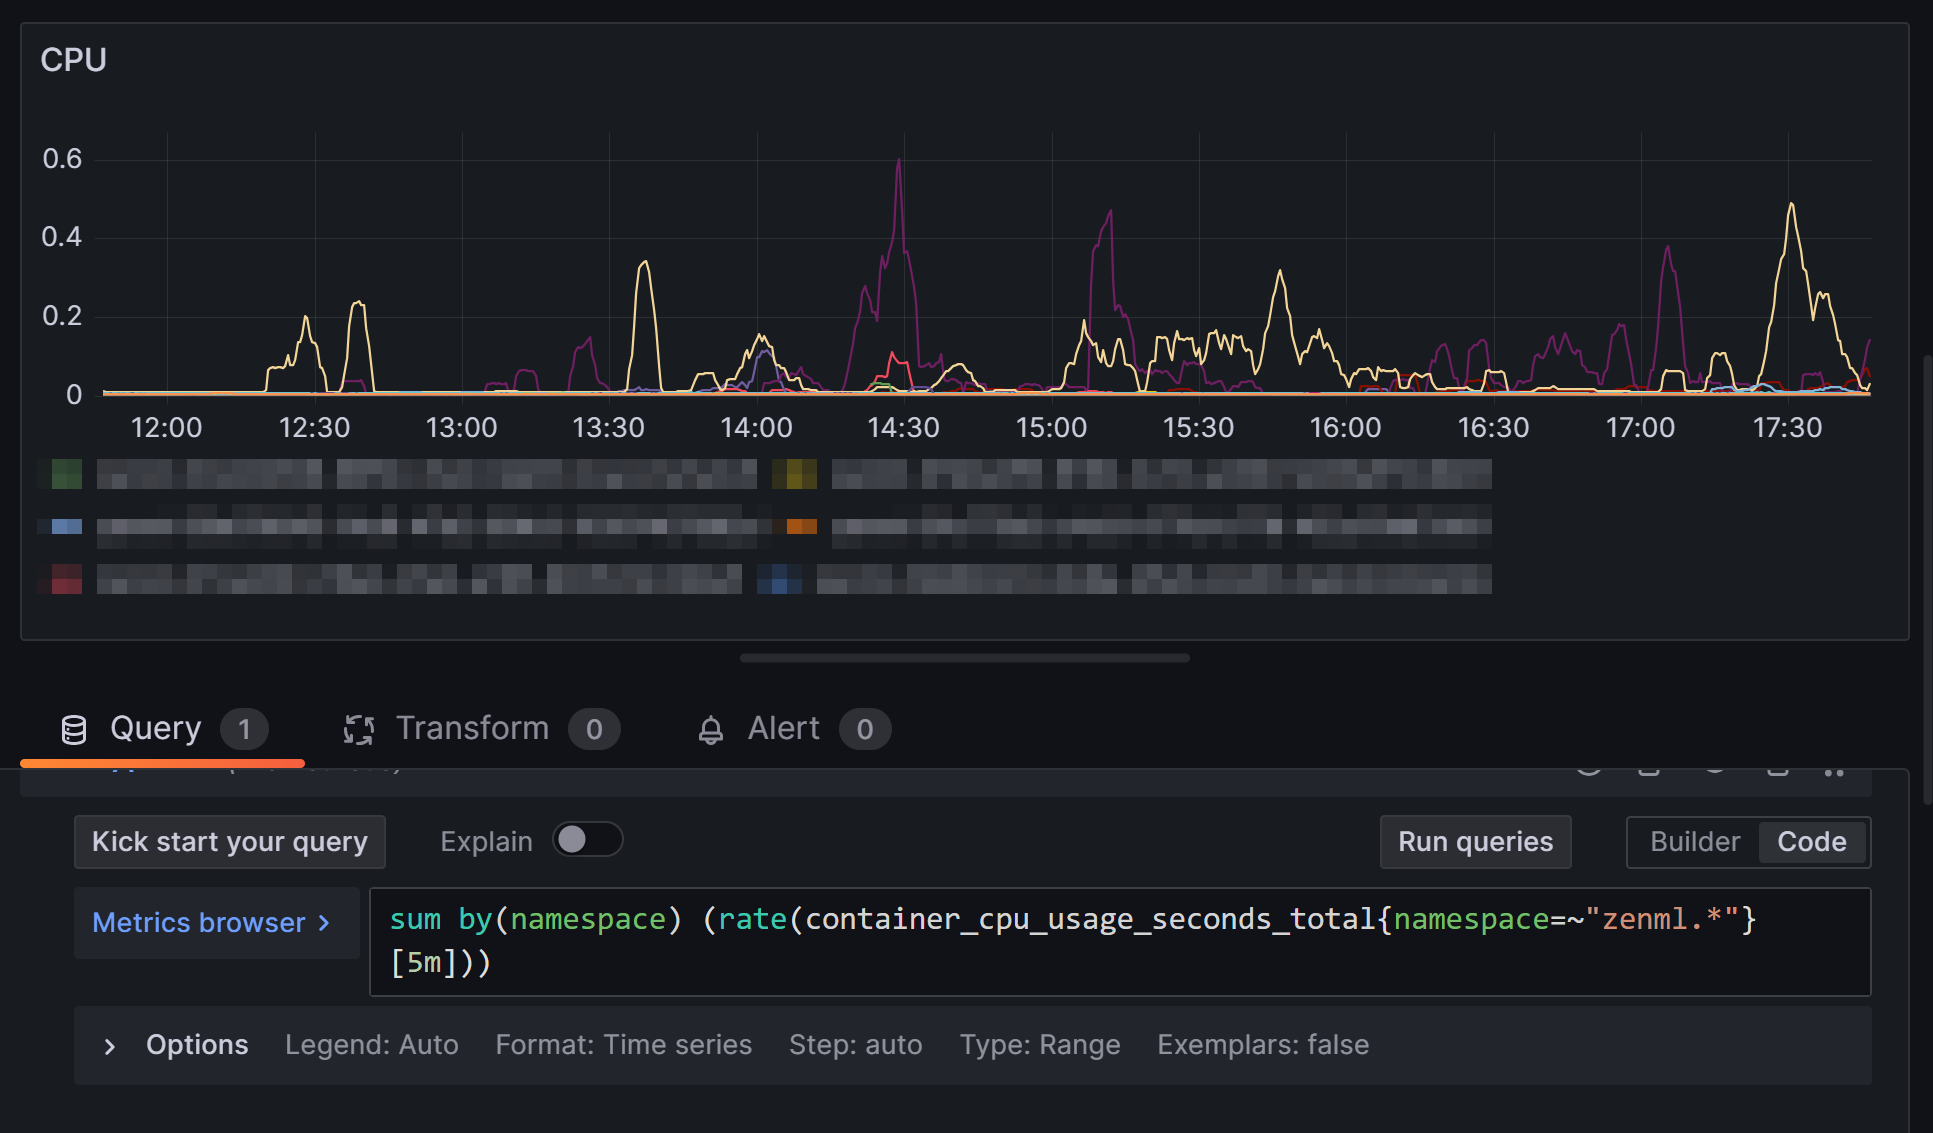 CPU
0.6
0.4
0.2
0
12:00 12:30 13:00 13:30 14:00 14:30 15:00 15:30 16:00 16:30 17:00 17:30
Query 1 Transform 0 Alert 0
Kick start your query Explain Run queries Builder Code
Metrics browser > sum by(namespace) (rate(container_cpu_usage_seconds_total{namespace=~"zenml.*"}
[5m]))
> Options Legend: Auto Format: Time series Step: auto Type: Range Exemplars: false